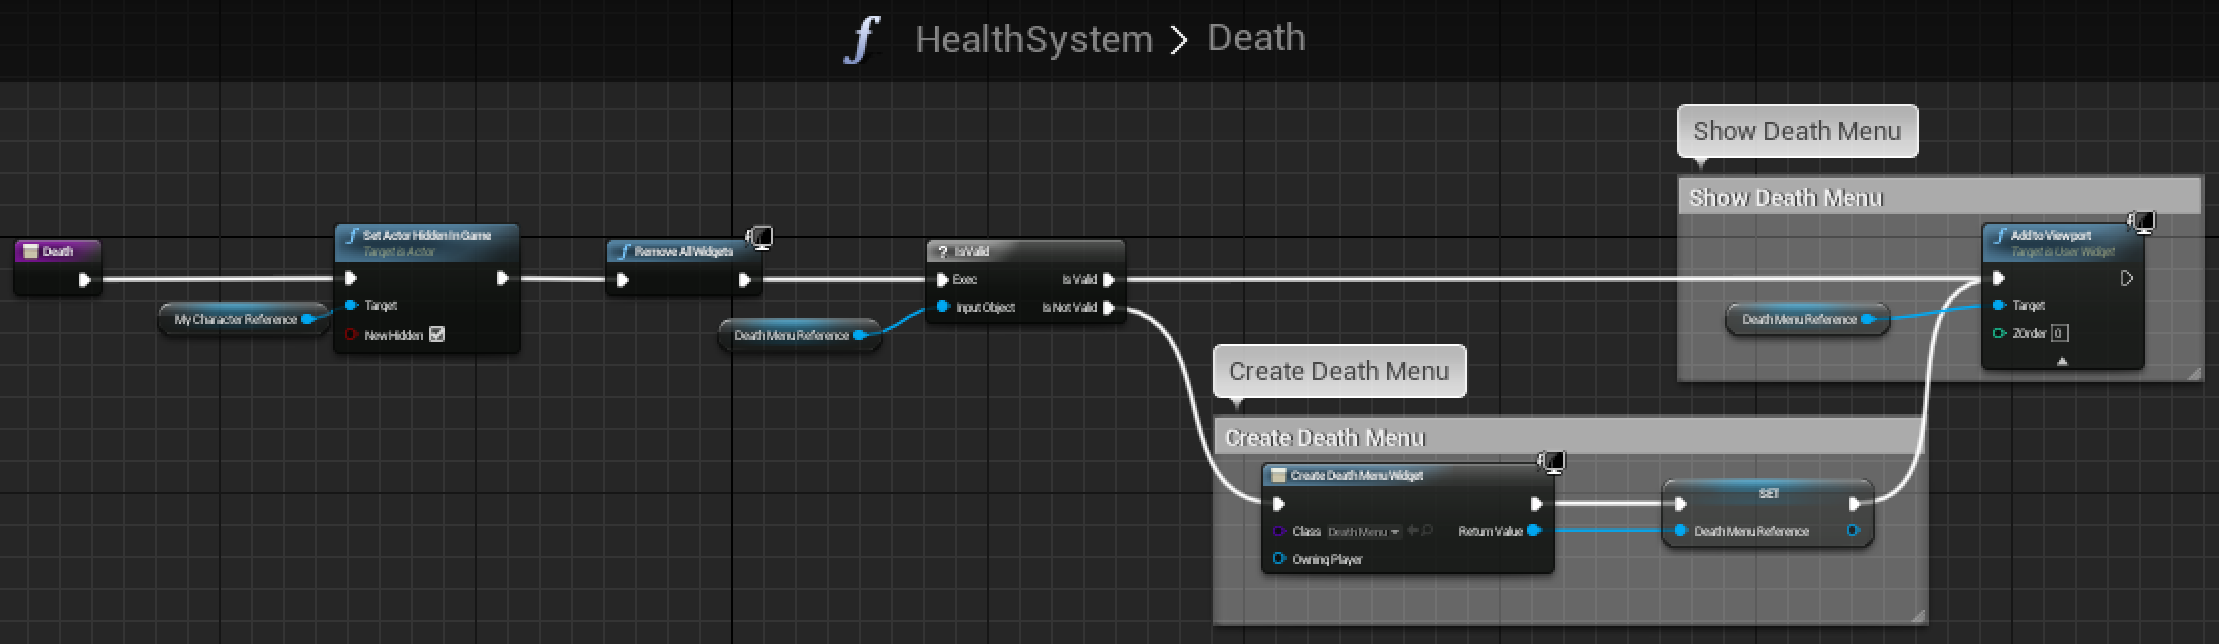 HealthSystem > Death
Show Death Menu
Show Death Menu
Death
Set Actor Hidden In Game
Target is Actor
Target
New Hidden
My Character Reference
Remove All Widgets
? Is Valid
Exec
Is Valid
Input Object
Is Not Valid
Death Menu Reference
Add to Viewport
Target is User Widget
Target
ZOrder 0
Death Menu Reference
Create Death Menu
Create Death Menu
Create Death Menu Widget
Class Death Menu
Return Value
Owning Player
SET
Death Menu Reference